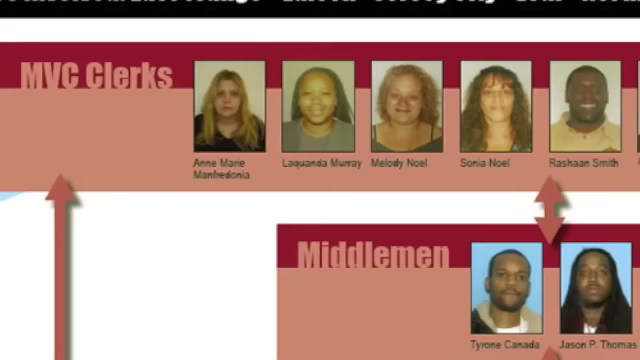 MVC Clerks
Anne Marie
Manfredonia
Laquanda Murray
Melody Noel
Sonia Noel
Rashaan Smith
Middlemen
Tyrone Canada
Jason P. Thomas